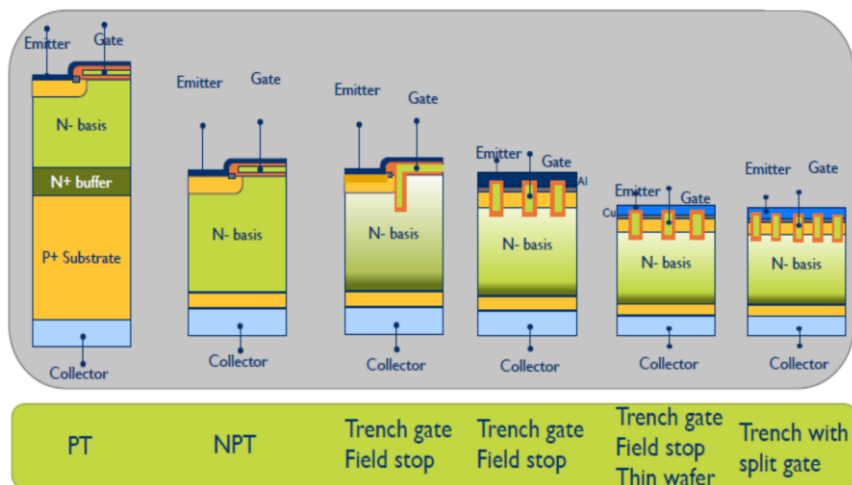 Emitter
Gate
N- basis
N+ buffer
P+ Substrate
Collector
Emitter
Gate
N- basis
Collector
Emitter
Gate
N- basis
Collector
Emitter
Gate
Al
N- basis
Collector
Emitter
Gate
Cu
N- basis
Collector
Emitter
Gate
N- basis
Collector
PT
NPT
Trench gate
Field stop
Trench gate
Field stop
Trench gate
Field stop
Thin wafer
Trench with
split gate